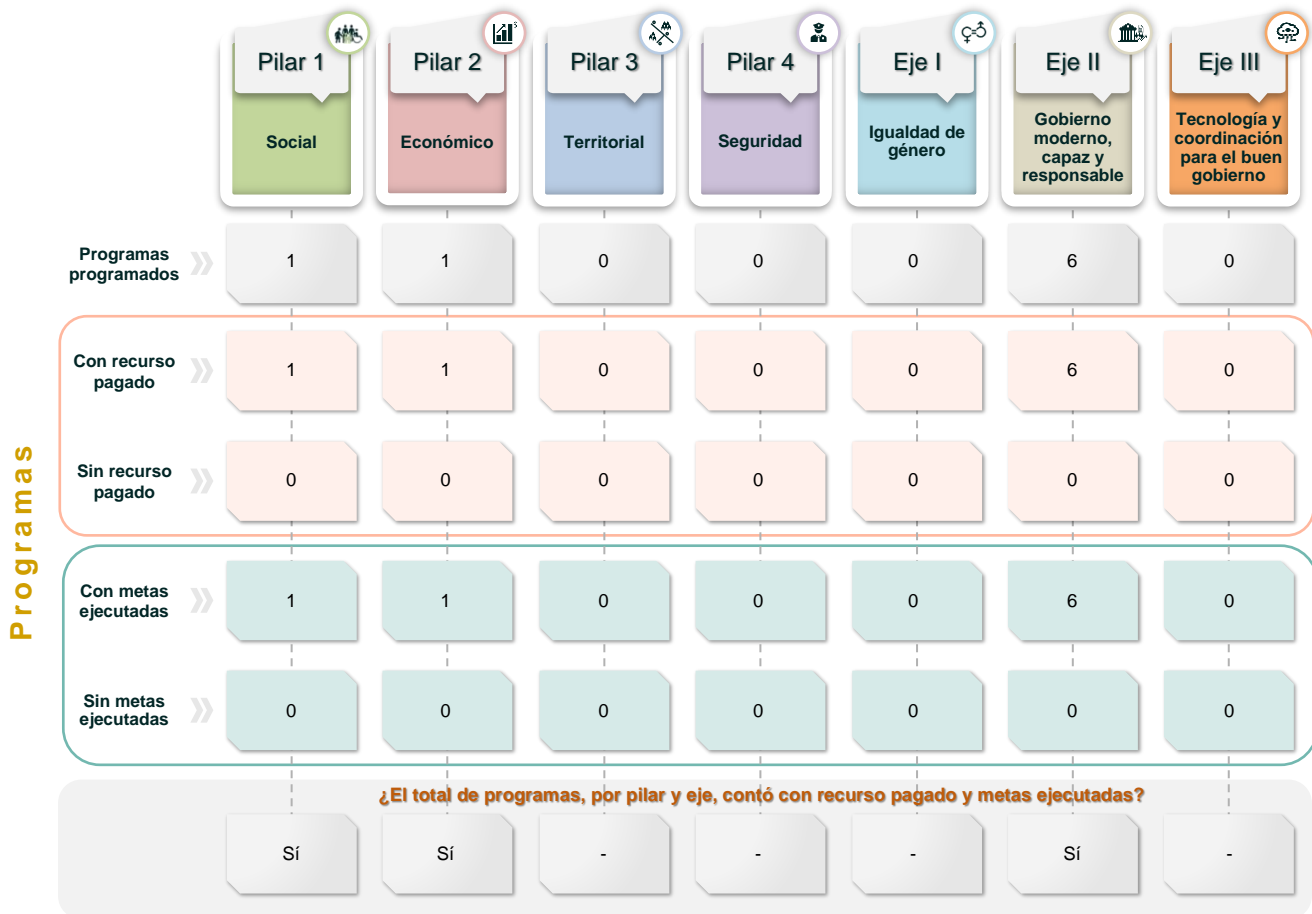 Pilar 1
Pilar 2
Pilar 3
Pilar 4
Eje I
Eje II
Eje III
Social
Económico
Territorial
Seguridad
Igualdad de
género
Gobierno
moderno,
capaz y
responsable
Tecnología y
coordinación
para el buen
gobierno
Programas
Programas
programados
1 1 0 0 0 6 0
Con recurso
pagado
1 1 0 0 0 6 0
Sin recurso
pagado
0 0 0 0 0 0 0
Con metas
ejecutadas
1 1 0 0 0 6 0
Sin metas
ejecutadas
0 0 0 0 0 0 0
¿El total de programas, por pilar y eje, contó con recurso pagado y metas ejecutadas?
Sí Sí - - - Sí -